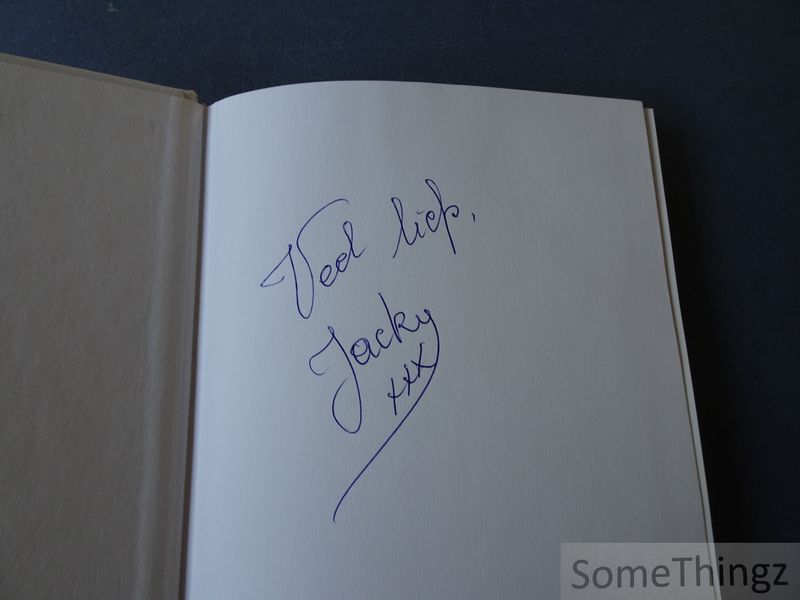 Veel liefs,
Jacky
xxx
SomeThingz